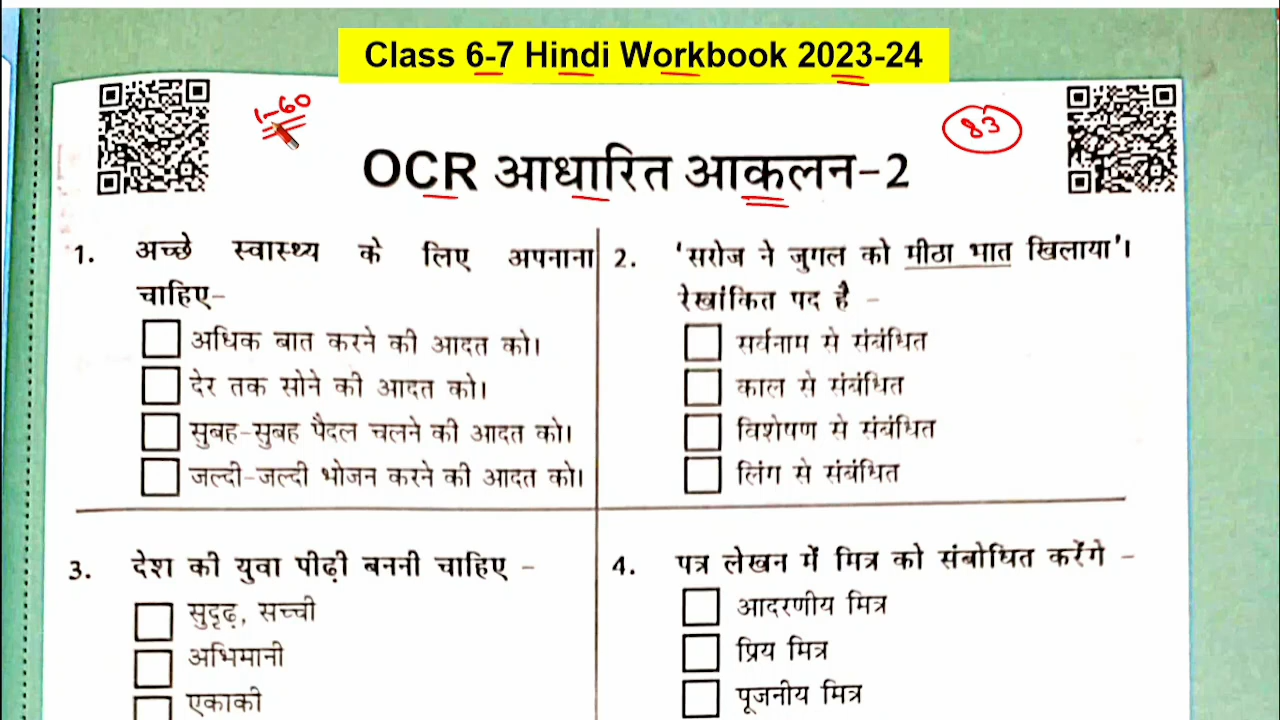 Class 6-7 Hindi Workbook 2023-24
1-60
83
OCR आधारित आकलन-2
1. अच्छे स्वास्थ्य के लिए अपनाना
चाहिए-
अधिक बात करने की आदत को।
देर तक सोने की आदत को।
सुबह-सुबह पैदल चलने की आदत को।
जल्दी-जल्दी भोजन करने की आदत को।
2. 'सरोज ने जुगल को मीठा भात खिलाया'।
रेखांकित पद है -
सर्वनाम से संबंधित
काल से संबंधित
विशेषण से संबंधित
लिंग से संबंधित
3. देश की युवा पीढ़ी बननी चाहिए -
सुदृढ़, सच्ची
अभिमानी
एकाकी
4. पत्र लेखन में मित्र को संबोधित करेंगे -
आदरणीय मित्र
प्रिय मित्र
पूजनीय मित्र